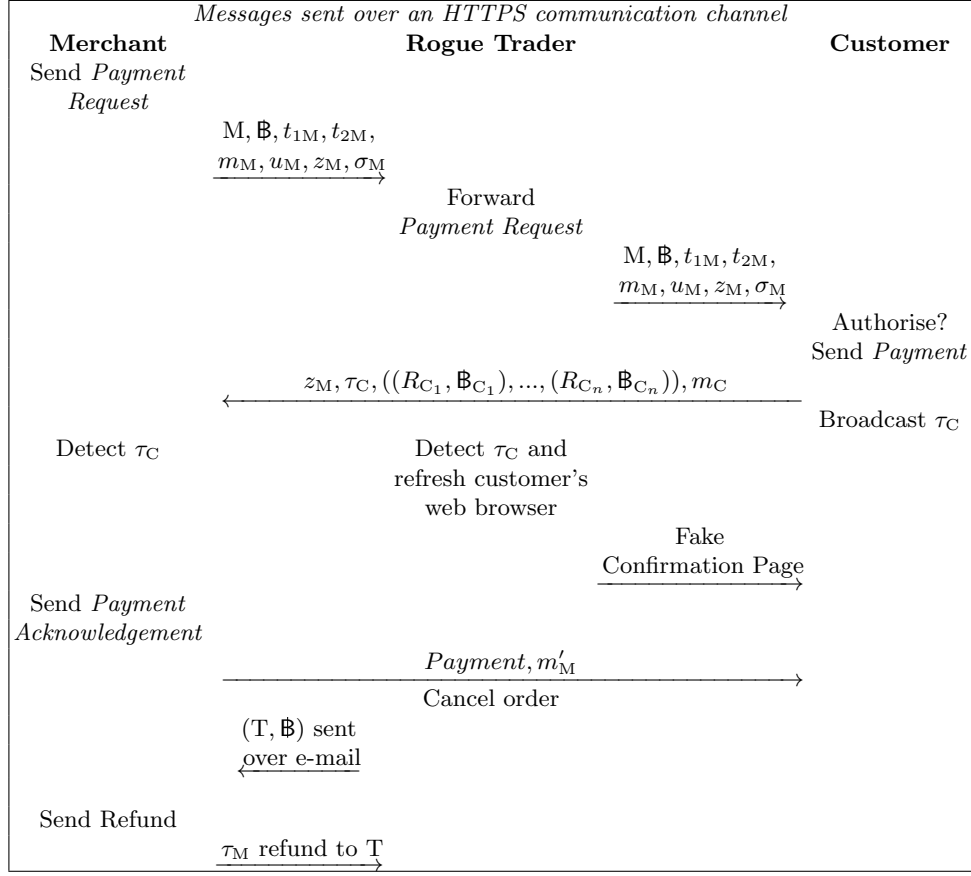 Messages sent over an HTTPS communication channel
Merchant Rogue Trader Customer
Send Payment
Request
M, ₿, t₁M, t₂M,
mM, uM, zM, σM
Forward
Payment Request
M, ₿, t₁M, t₂M,
mM, uM, zM, σM
Authorise?
Send Payment
zM, τC, ((RC₁, ₿C₁), ..., (RCₙ, ₿Cₙ)), mC
Broadcast τC
Detect τC Detect τC and
refresh customer's
web browser
Fake
Confirmation Page
Send Payment
Acknowledgement
Payment, m′M
Cancel order
(T, ₿) sent
over e-mail
Send Refund
τM refund to T